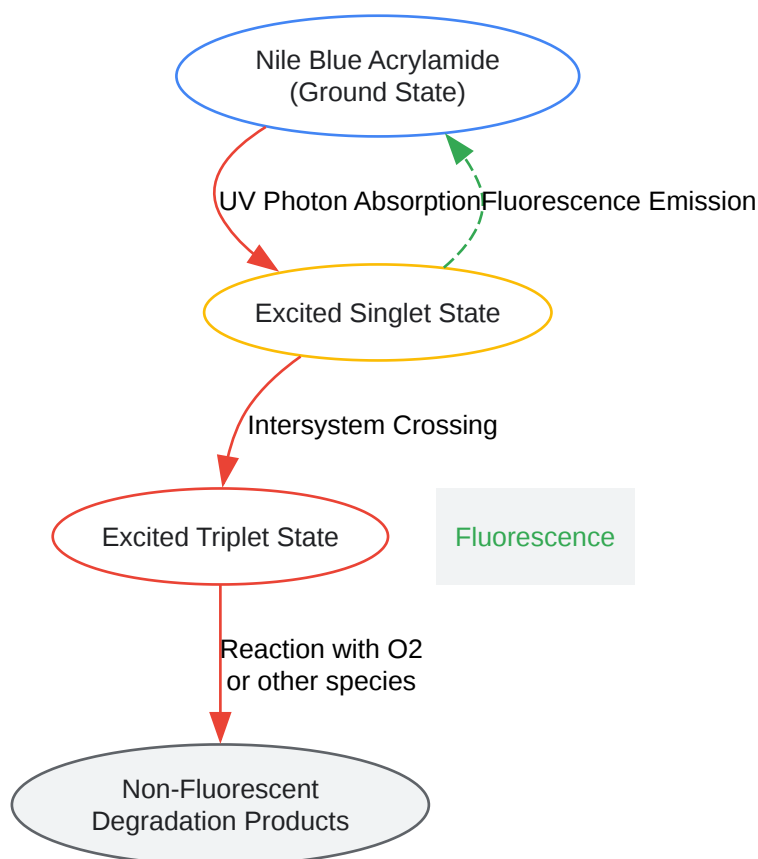 Nile Blue Acrylamide
(Ground State)
UV Photon Absorption
Fluorescence Emission
Excited Singlet State
Intersystem Crossing
Excited Triplet State
Fluorescence
Reaction with O2
or other species
Non-Fluorescent
Degradation Products